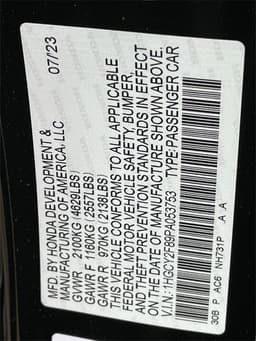 MFD. BY HONDA DEVELOPMENT &
MANUFACTURING OF AMERICA, LLC 07/'23
GVWR 2100KG (4629LBS)
GAWR F 1160KG (2557LBS)
GAWR R 970KG (2138LBS)
THIS VEHICLE CONFORMS TO ALL APPLICABLE
FEDERAL MOTOR VEHICLE SAFETY, BUMPER,
AND THEFT PREVENTION STANDARDS IN EFFECT
ON THE DATE OF MANUFACTURE SHOWN ABOVE.
V.I.N.: 1HGCY2F89PA053753 TYPE: PASSENGER CAR
30B P AC6 NH731P A A